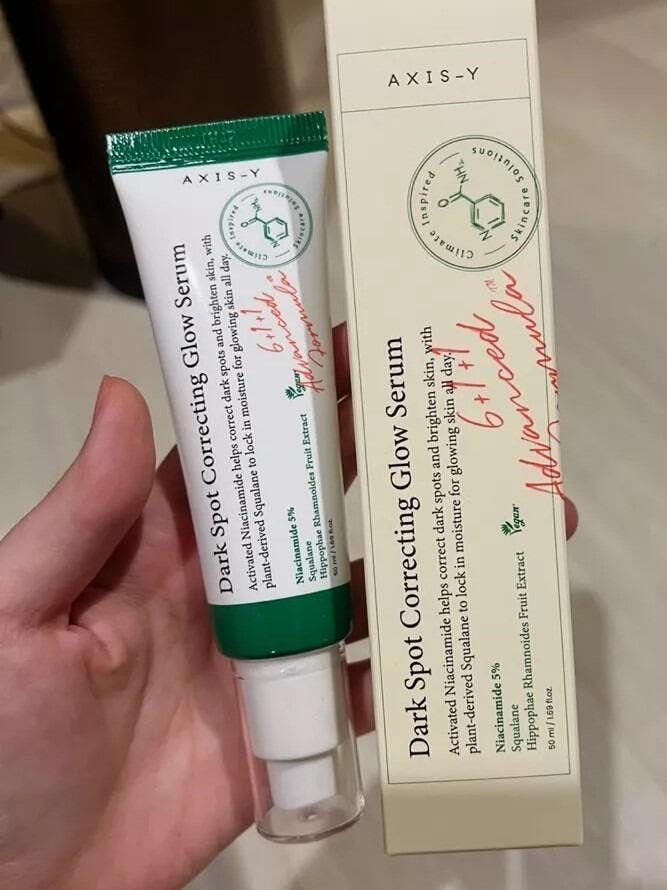 AXIS-Y
Climate Inspired
Skincare Solutions
O
NH₂
N
Dark Spot Correcting Glow Serum
Activated Niacinamide helps correct dark spots and brighten skin, with
plant-derived Squalane to lock in moisture for glowing skin all day.
6+1+1
Advanced
Formula
Vegan
Niacinamide 5%
Squalane
Hippophae Rhamnoides Fruit Extract
50 ml / 1.69 fl.oz.
AXIS-Y
Climate Inspired
Skincare Solutions
O
NH₂
N
Dark Spot Correcting Glow Serum
Activated Niacinamide helps correct dark spots and brighten skin, with
plant-derived Squalane to lock in moisture for glowing skin all day.
6+1+1
Advanced™
Formula
Vegan
Niacinamide 5%
Squalane
Hippophae Rhamnoides Fruit Extract
50 ml / 1.69 fl.oz.